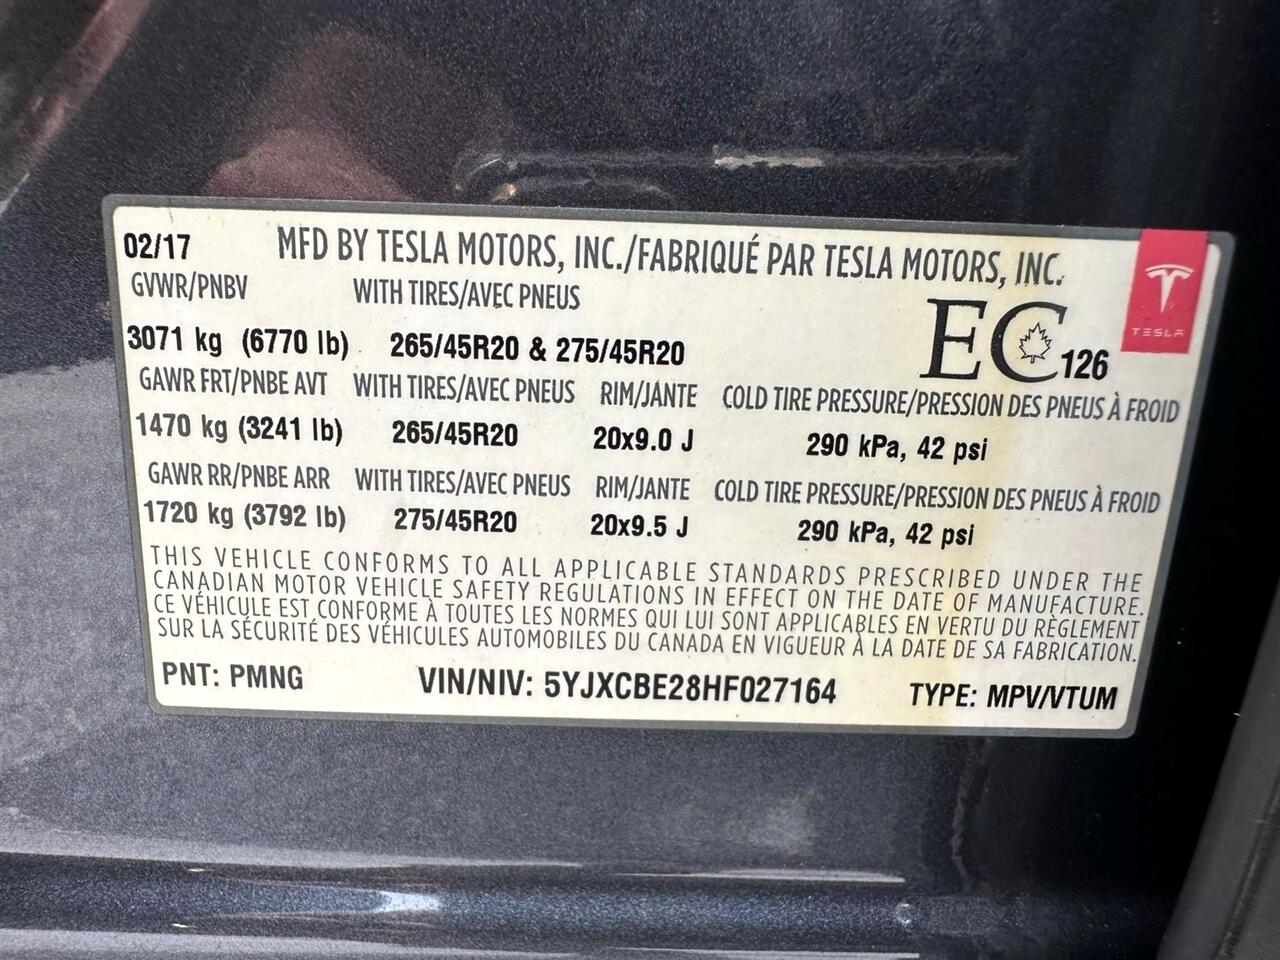 02/17 MFD BY TESLA MOTORS, INC./FABRIQUÉ PAR TESLA MOTORS, INC.
GVWR/PNBV WITH TIRES/AVEC PNEUS
TESLA
3071 kg (6770 lb) 265/45R20 & 275/45R20 EC 126
GAWR FRT/PNBE AVT WITH TIRES/AVEC PNEUS RIM/JANTE COLD TIRE PRESSURE/PRESSION DES PNEUS À FROID
1470 kg (3241 lb) 265/45R20 20x9.0 J 290 kPa, 42 psi
GAWR RR/PNBE ARR WITH TIRES/AVEC PNEUS RIM/JANTE COLD TIRE PRESSURE/PRESSION DES PNEUS À FROID
1720 kg (3792 lb) 275/45R20 20x9.5 J 290 kPa, 42 psi
THIS VEHICLE CONFORMS TO ALL APPLICABLE STANDARDS PRESCRIBED UNDER THE
CANADIAN MOTOR VEHICLE SAFETY REGULATIONS IN EFFECT ON THE DATE OF MANUFACTURE.
CE VÉHICULE EST CONFORME À TOUTES LES NORMES QUI LUI SONT APPLICABLES EN VERTU DU RÈGLEMENT
SUR LA SÉCURITÉ DES VÉHICULES AUTOMOBILES DU CANADA EN VIGUEUR À LA DATE DE SA FABRICATION.
PNT: PMNG VIN/NIV: 5YJXCBE28HF027164 TYPE: MPV/VTUM